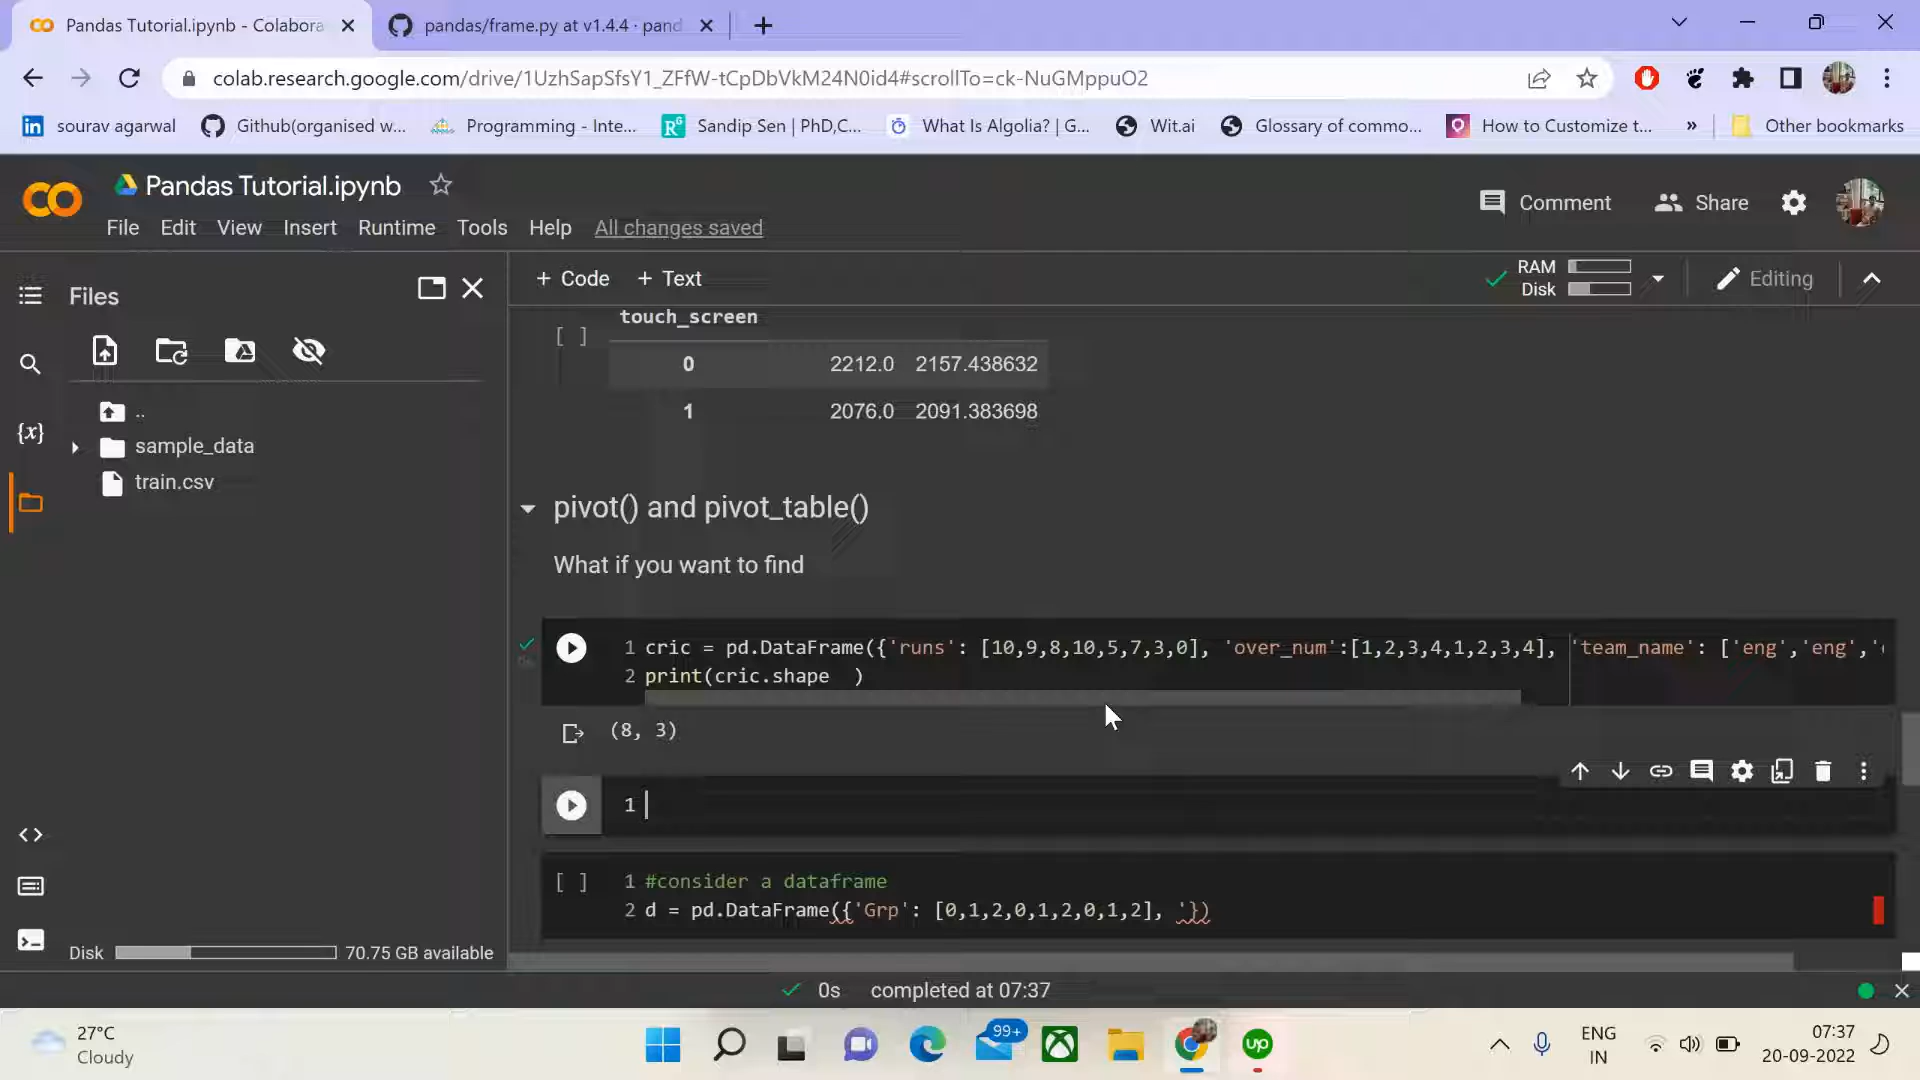 Pandas Tutorial.ipynb - Colabora
pandas/frame.py at v1.4.4 · pand
colab.research.google.com/drive/1UzhSapSfsY1_ZFfW-tCpDbVkM24N0id4#scrollTo=ck-NuGMppuO2
sourav agarwal
Github(organised w...
Programming - Inte...
Sandip Sen | PhD,C...
What Is Algolia? | G...
Wit.ai
Glossary of commo...
How to Customize t...
»
Other bookmarks
Pandas Tutorial.ipynb
Comment
Share
File Edit View Insert Runtime Tools Help All changes saved
Files
+ Code + Text
RAM
Disk
Editing
..
sample_data
train.csv
{x}
touch_screen
[ ]
0 2212.0 2157.438632
1 2076.0 2091.383698
pivot() and pivot_table()
What if you want to find
1 cric = pd.DataFrame({'runs': [10,9,8,10,5,7,3,0], 'over_num':[1,2,3,4,1,2,3,4], 'team_name': ['eng','eng','
2 print(cric.shape )
(8, 3)
1
[ ] 1 #consider a dataframe
2 d = pd.DataFrame({'Grp': [0,1,2,0,1,2,0,1,2], '})
Disk 70.75 GB available
0s completed at 07:37
27°C
Cloudy
99+
up
ENG
IN
07:37
20-09-2022